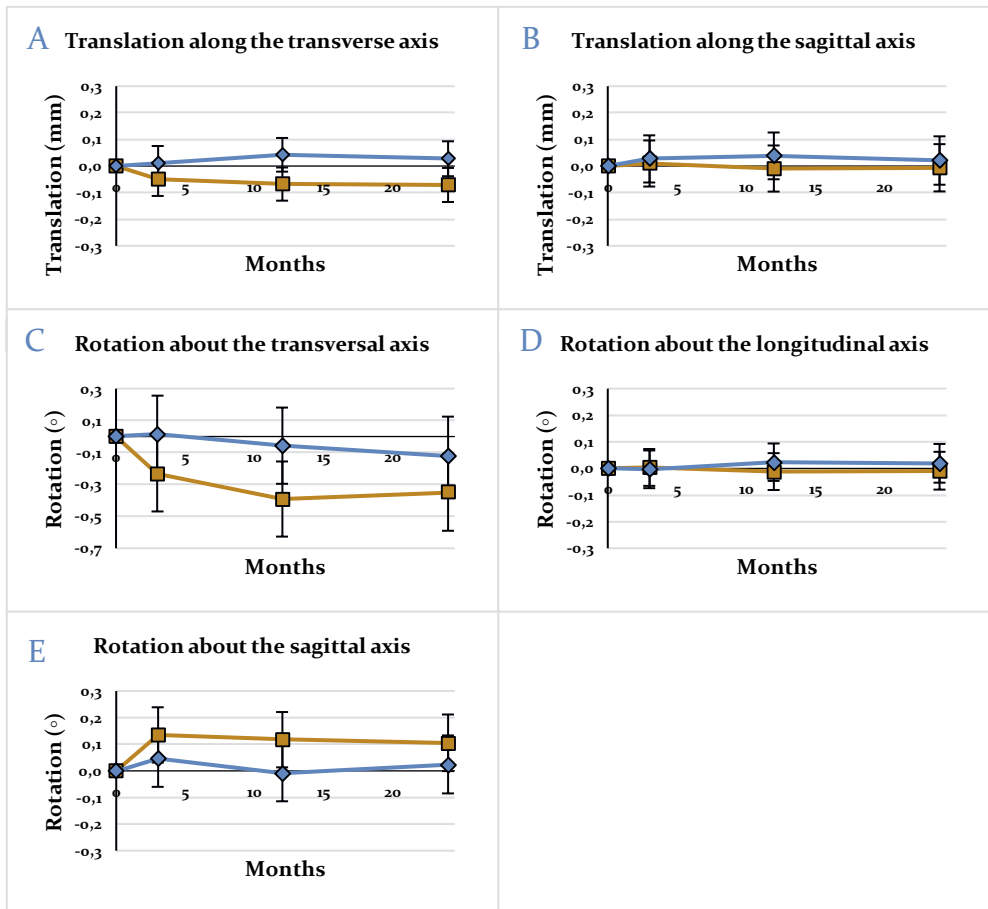 A Translation along the transverse axis
Translation (mm)
0,3
0,2
0,1
0,0
-0,1
-0,2
-0,3
0 5 10 15 20
Months
B Translation along the sagittal axis
Translation (mm)
0,3
0,2
0,1
0,0
-0,1
-0,2
-0,3
0 5 10 15 20
Months
C Rotation about the transversal axis
Rotation (○)
0,3
0,1
-0,1
-0,3
-0,5
-0,7
0 5 10 15 20
Months
D Rotation about the longitudinal axis
Rotation (○)
0,3
0,2
0,1
0,0
-0,1
-0,2
-0,3
0 5 10 15 20
Months
E Rotation about the sagittal axis
Rotation (○)
0,3
0,2
0,1
0,0
-0,1
-0,2
-0,3
0 5 10 15 20
Months